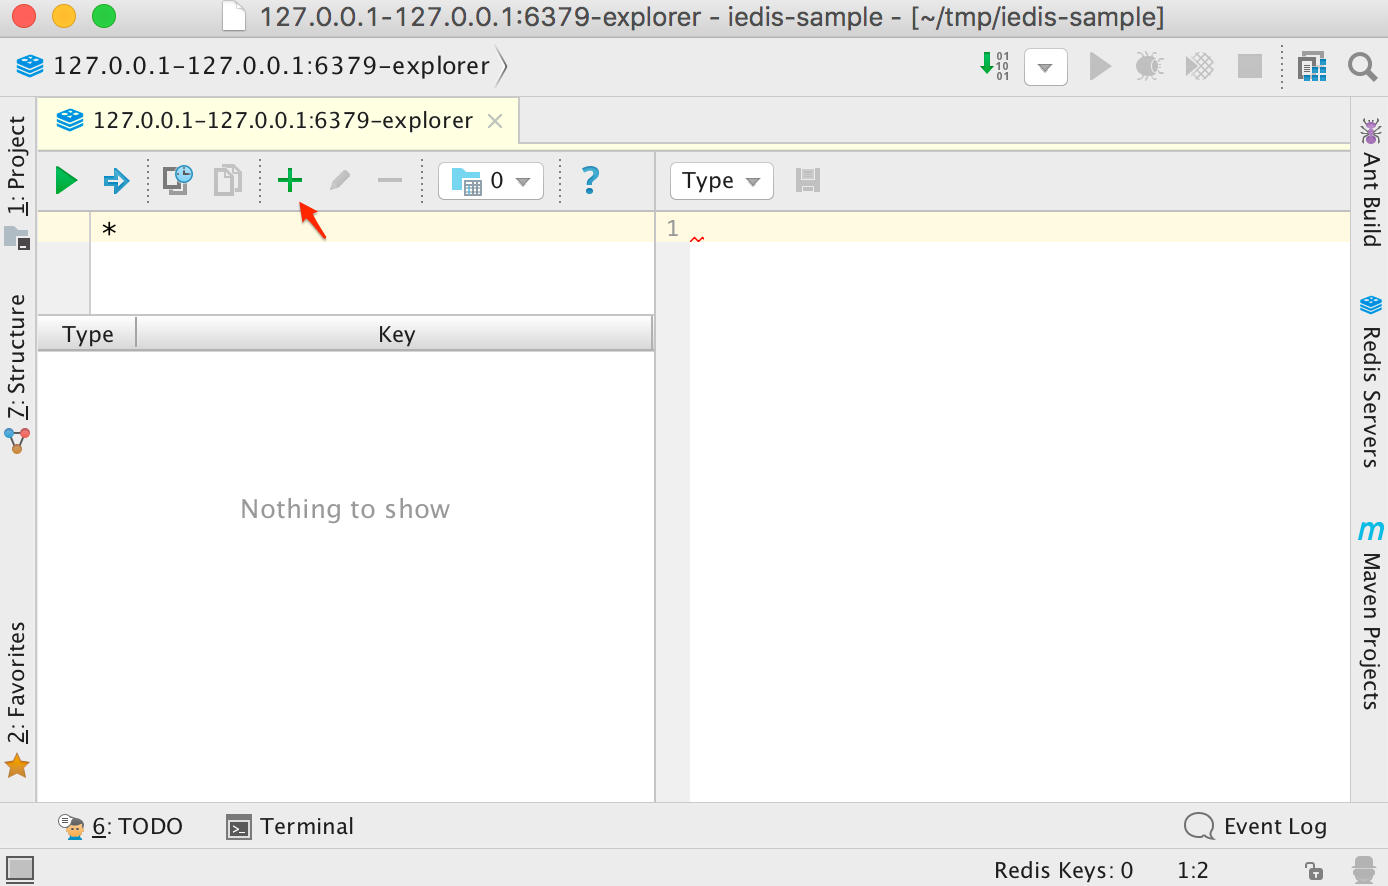 127.0.0.1-127.0.0.1:6379-explorer - iedis-sample - [~/tmp/iedis-sample]
127.0.0.1-127.0.0.1:6379-explorer
01
10
01
127.0.0.1-127.0.0.1:6379-explorer
0
?
Type
*
1
Type Key
Nothing to show
1: Project
7: Structure
2: Favorites
Ant Build
Redis Servers
m
Maven Projects
6: TODO
Terminal
Event Log
Redis Keys: 0
1:2